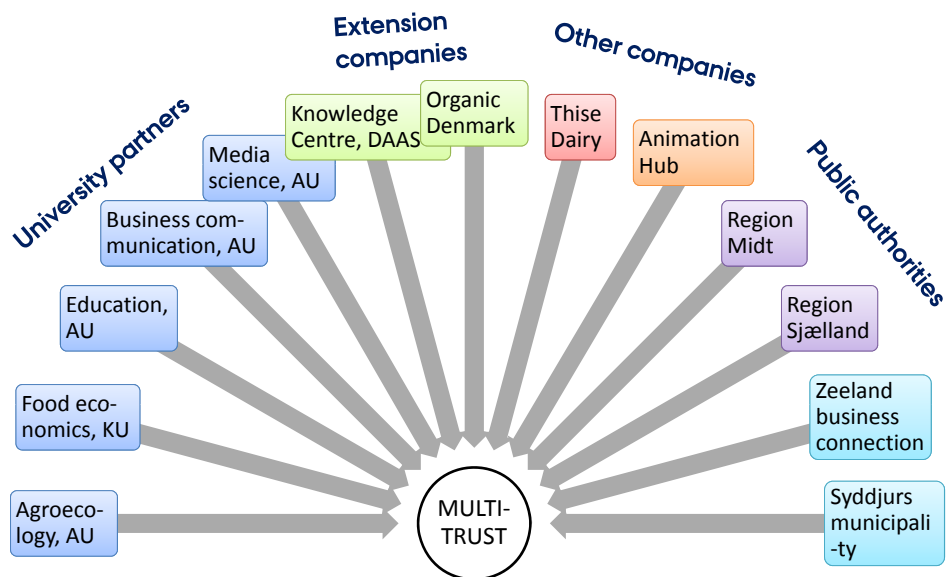 Extension
companies
Other companies
University partners
Public authorities
Knowledge
Centre, DAAS
Organic
Denmark
Thise
Dairy
Animation
Hub
Media
science, AU
Business com-
munication, AU
Region
Midt
Education,
AU
Region
Sjælland
Food eco-
nomics, KU
Zeeland
business
connection
Agroeco-
logy, AU
MULTI-
TRUST
Syddjurs
municipali
-ty